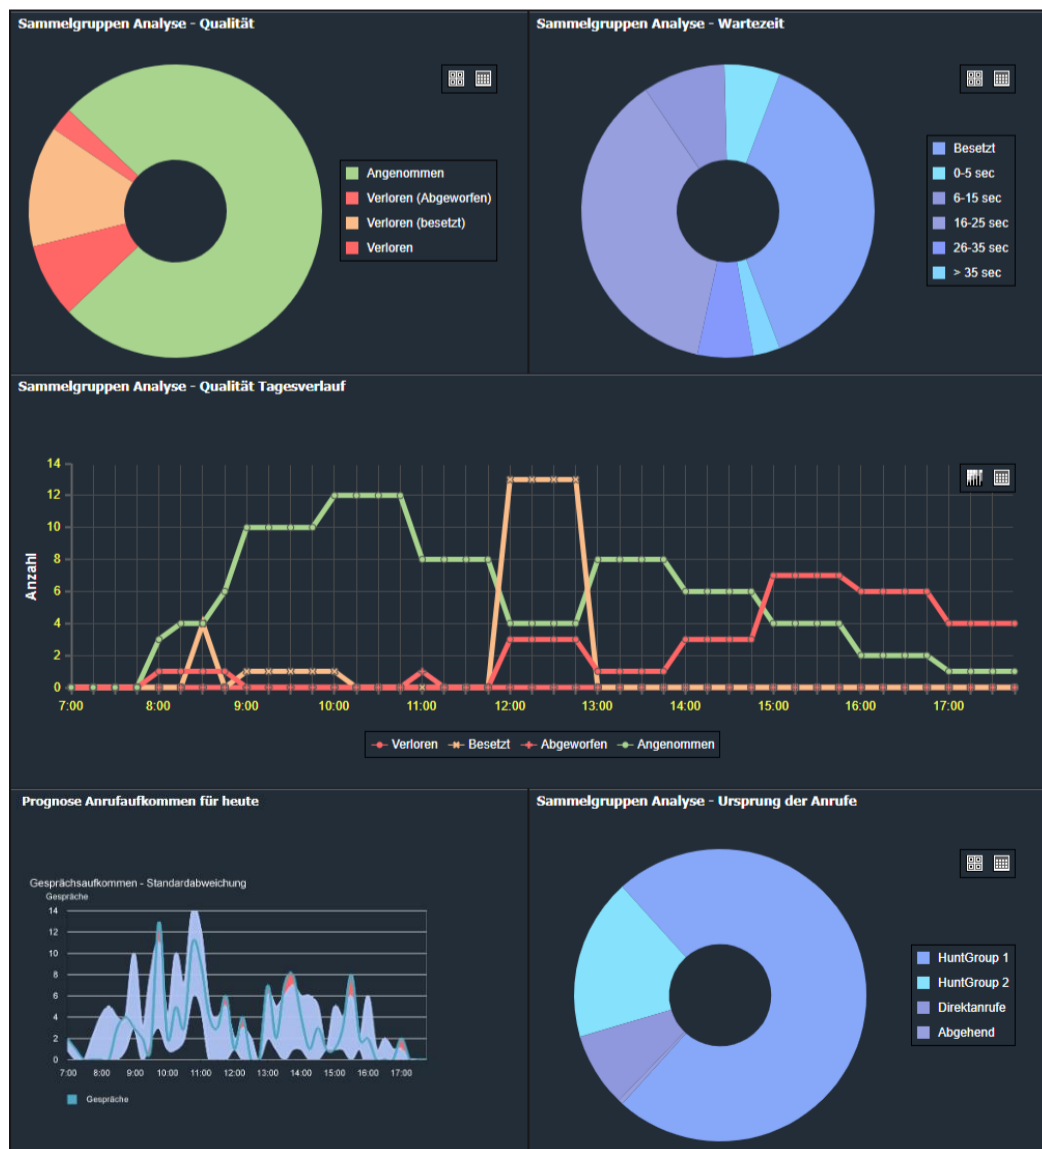 Sammelgruppen Analyse - Qualität
Angenommen
Verloren (Abgeworfen)
Verloren (besetzt)
Verloren
Sammelgruppen Analyse - Wartezeit
Besetzt
0-5 sec
6-15 sec
16-25 sec
26-35 sec
> 35 sec
Sammelgruppen Analyse - Qualität Tagesverlauf
Anzahl
14
12
10
8
6
4
2
0
7:00 8:00 9:00 10:00 11:00 12:00 13:00 14:00 15:00 16:00 17:00
Verloren Besetzt Abgeworfen Angenommen
Prognose Anrufaufkommen für heute
Gesprächsaufkommen - Standardabweichung
Gespräche
14
12
10
8
6
4
2
0
7:00 8:00 9:00 10:00 11:00 12:00 13:00 14:00 15:00 16:00 17:00
Gespräche
Sammelgruppen Analyse - Ursprung der Anrufe
HuntGroup 1
HuntGroup 2
Direktanrufe
Abgehend